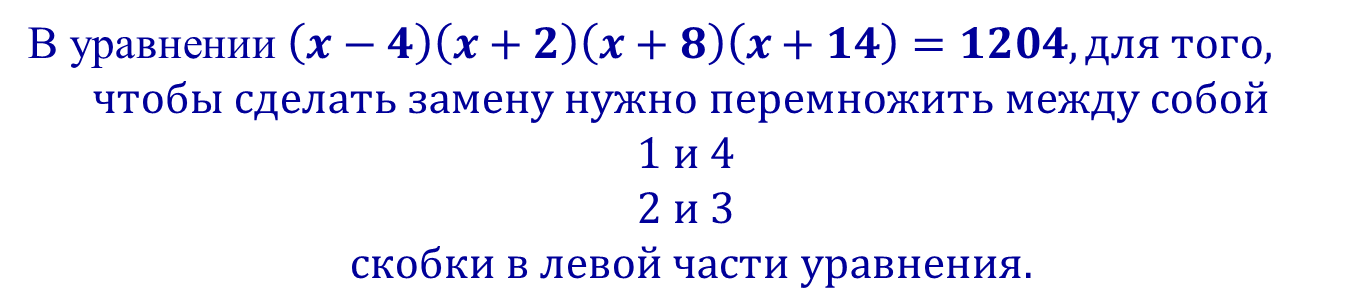 В уравнении (x − 4)(x + 2)(x + 8)(x + 14) = 1204, для того,
чтобы сделать замену нужно перемножить между собой
1 и 4
2 и 3
скобки в левой части уравнения.